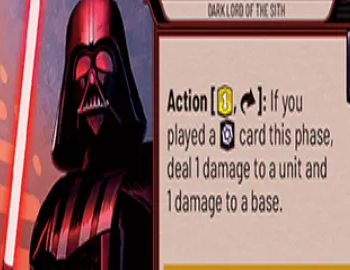 DARK LORD OF THE SITH
Action [1, ]: If you
played a card this phase,
deal 1 damage to a unit and
1 damage to a base.